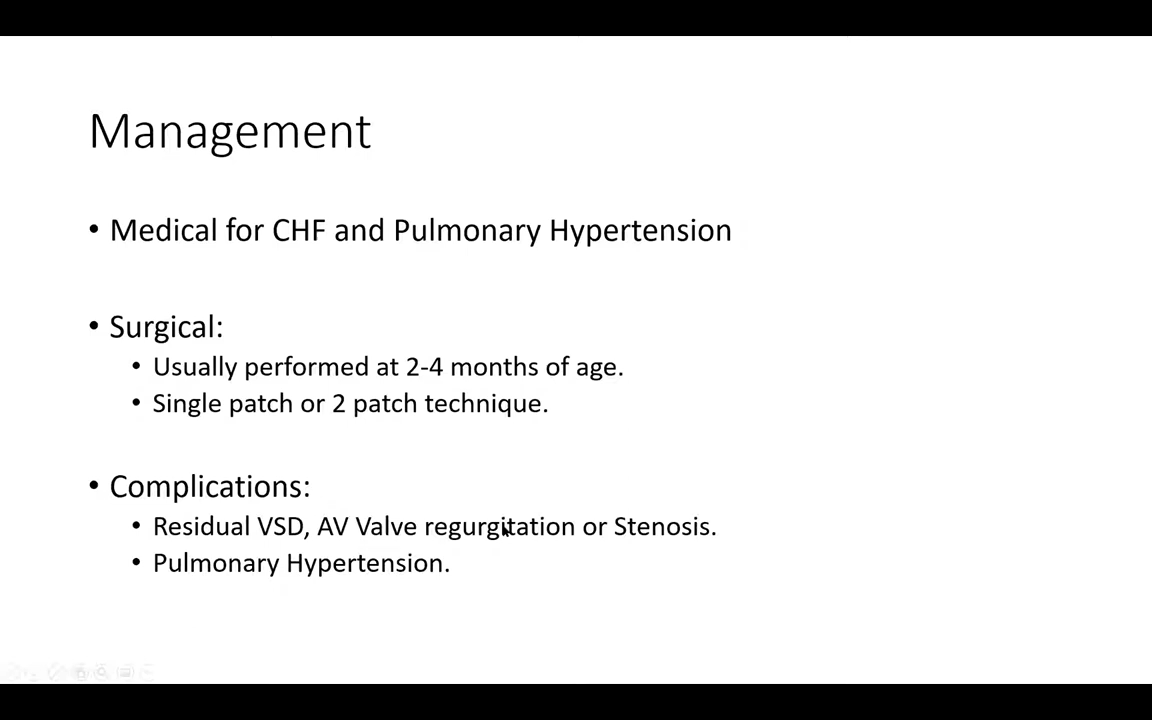 Management
• Medical for CHF and Pulmonary Hypertension
• Surgical:
• Usually performed at 2-4 months of age.
• Single patch or 2 patch technique.
• Complications:
• Residual VSD, AV Valve regurgitation or Stenosis.
• Pulmonary Hypertension.